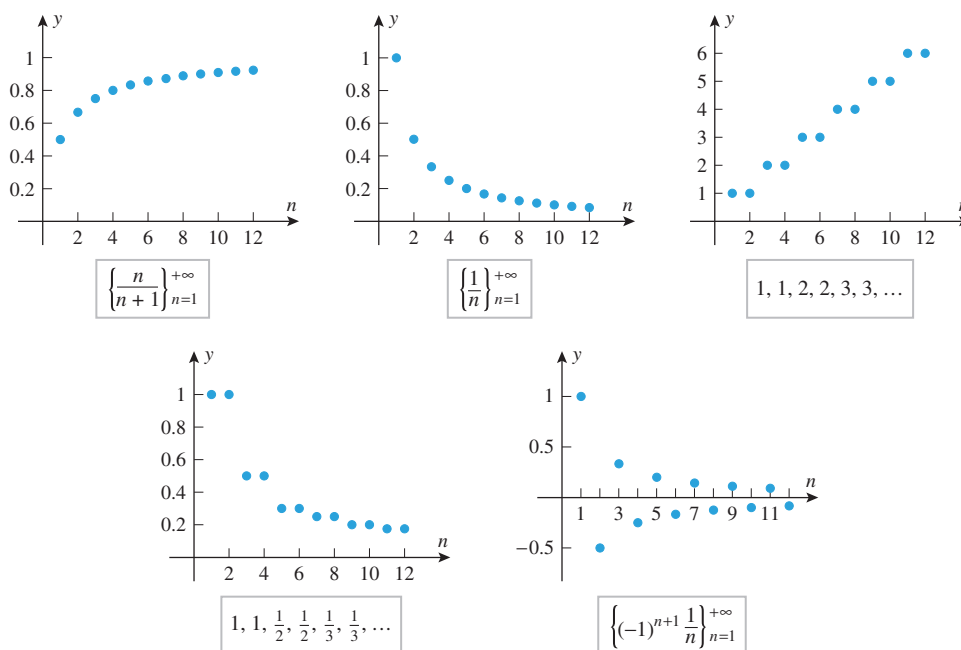 y
1
0.8
0.6
0.4
0.2
n
2 4 6 8 10 12
{n/(n + 1)}_{n=1}^{+∞}
y
1
0.8
0.6
0.4
0.2
n
2 4 6 8 10 12
{1/n}_{n=1}^{+∞}
y
6
5
4
3
2
1
n
2 4 6 8 10 12
1, 1, 2, 2, 3, 3, …
y
1
0.8
0.6
0.4
0.2
n
2 4 6 8 10 12
1, 1, 1/2, 1/2, 1/3, 1/3, …
y
1
0.5
n
1 3 5 7 9 11
−0.5
{(−1)^{n+1} 1/n}_{n=1}^{+∞}